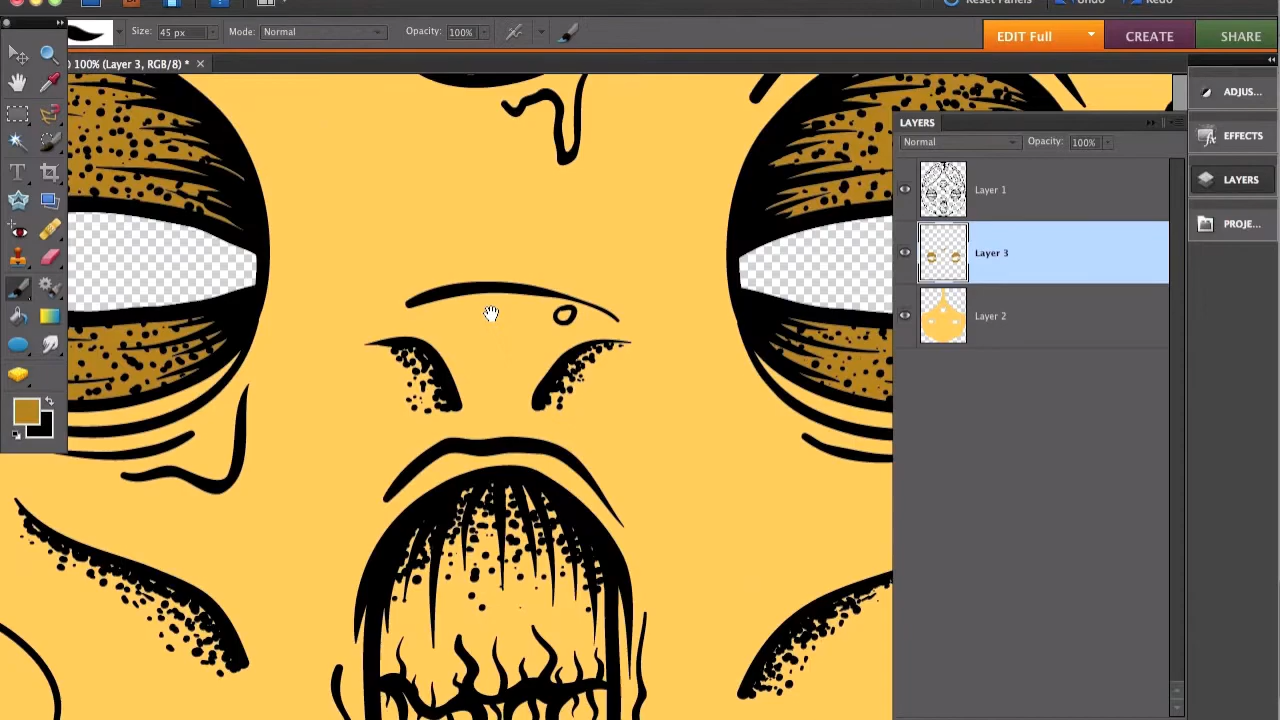 Reset Panels Undo Redo
Size: 45 px Mode: Normal Opacity: 100%
EDIT Full CREATE SHARE
100% (Layer 3, RGB/8) *
LAYERS
Normal Opacity: 100%
Layer 1
Layer 3
Layer 2
ADJUS...
EFFECTS
LAYERS
PROJE...